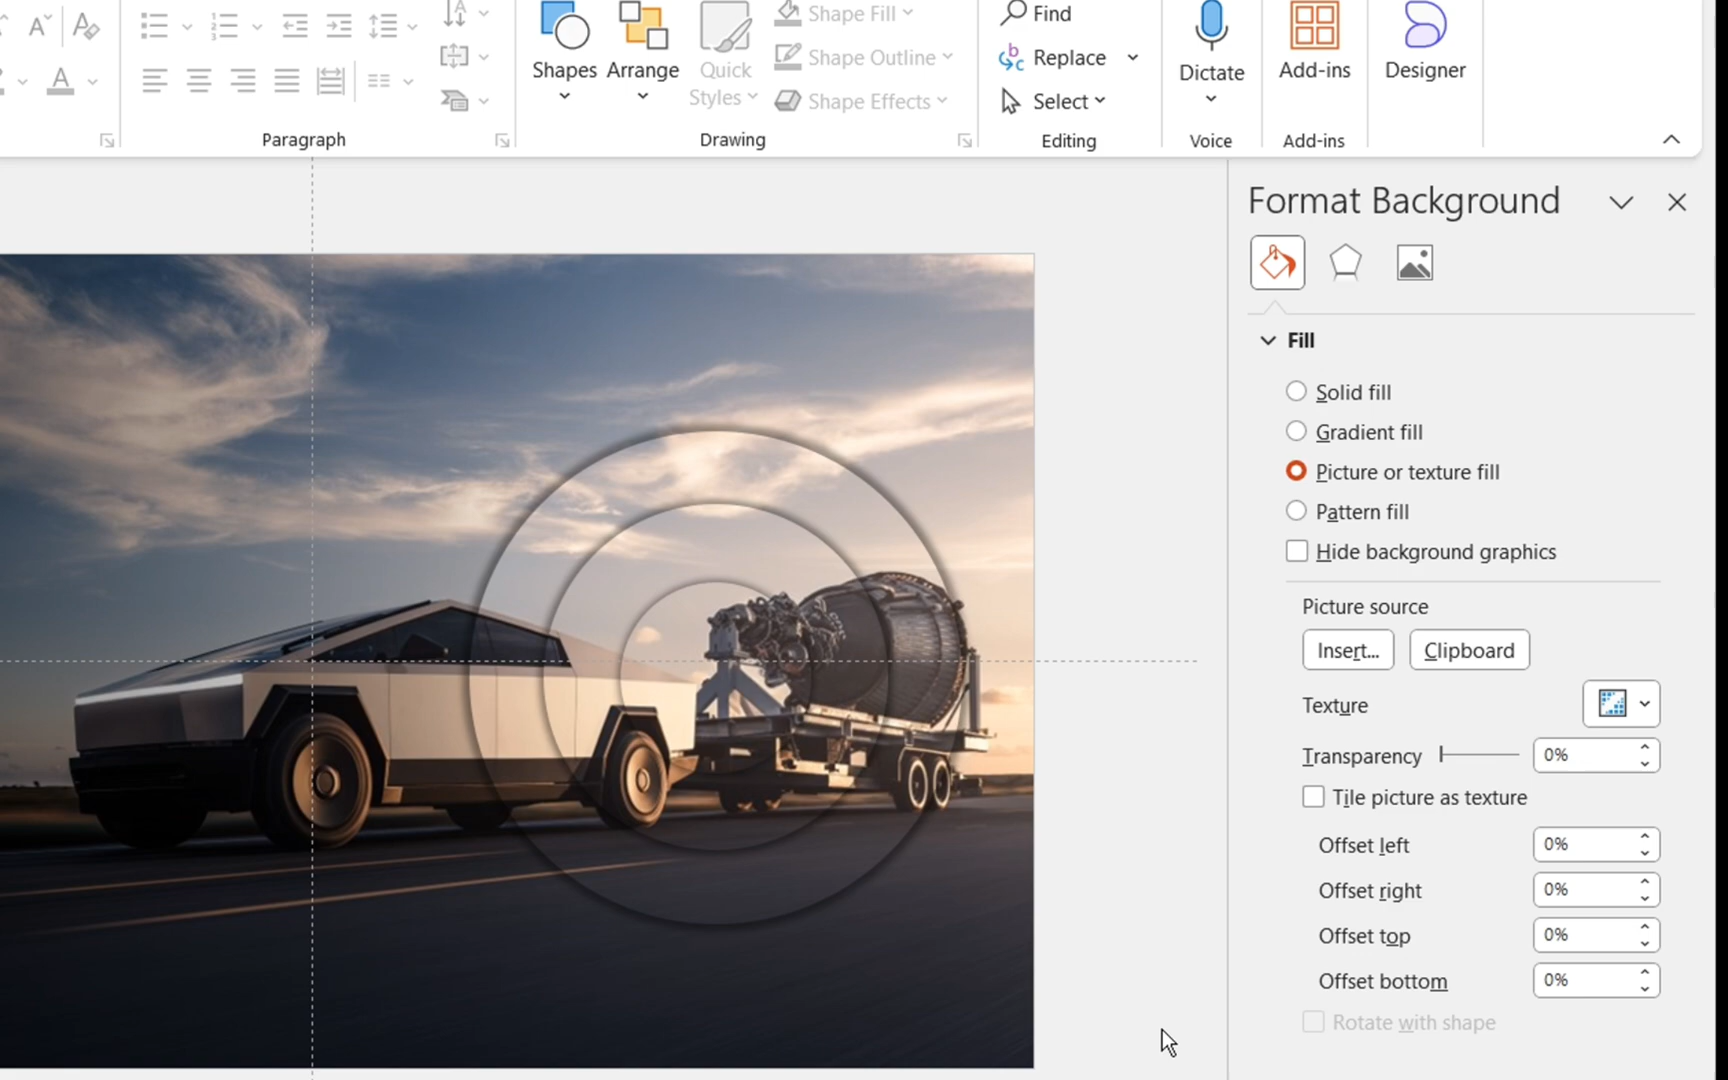 A
A
A
Shapes
Arrange
Quick
Styles
Shape Fill
Shape Outline
Shape Effects
Find
Replace
Select
Dictate
Add-ins
Designer
Paragraph
Drawing
Editing
Voice
Add-ins
Format Background
Fill
Solid fill
Gradient fill
Picture or texture fill
Pattern fill
Hide background graphics
Picture source
Insert...
Clipboard
Texture
Transparency 0%
Tile picture as texture
Offset left 0%
Offset right 0%
Offset top 0%
Offset bottom 0%
Rotate with shape